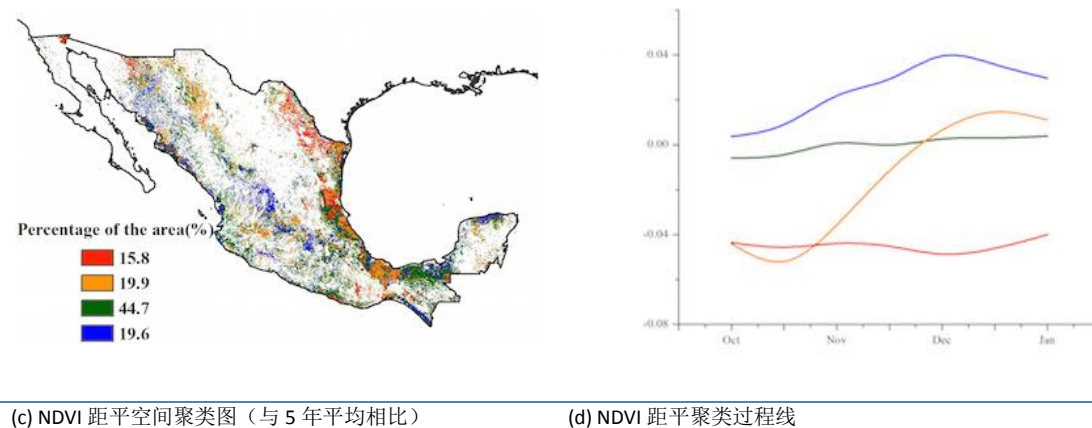 Percentage of the area(%)
15.8
19.9
44.7
19.6
0.04
0.00
-0.04
-0.08
Oct Nov Dec Jan
(c) NDVI 距平空间聚类图（与 5 年平均相比） (d) NDVI 距平聚类过程线